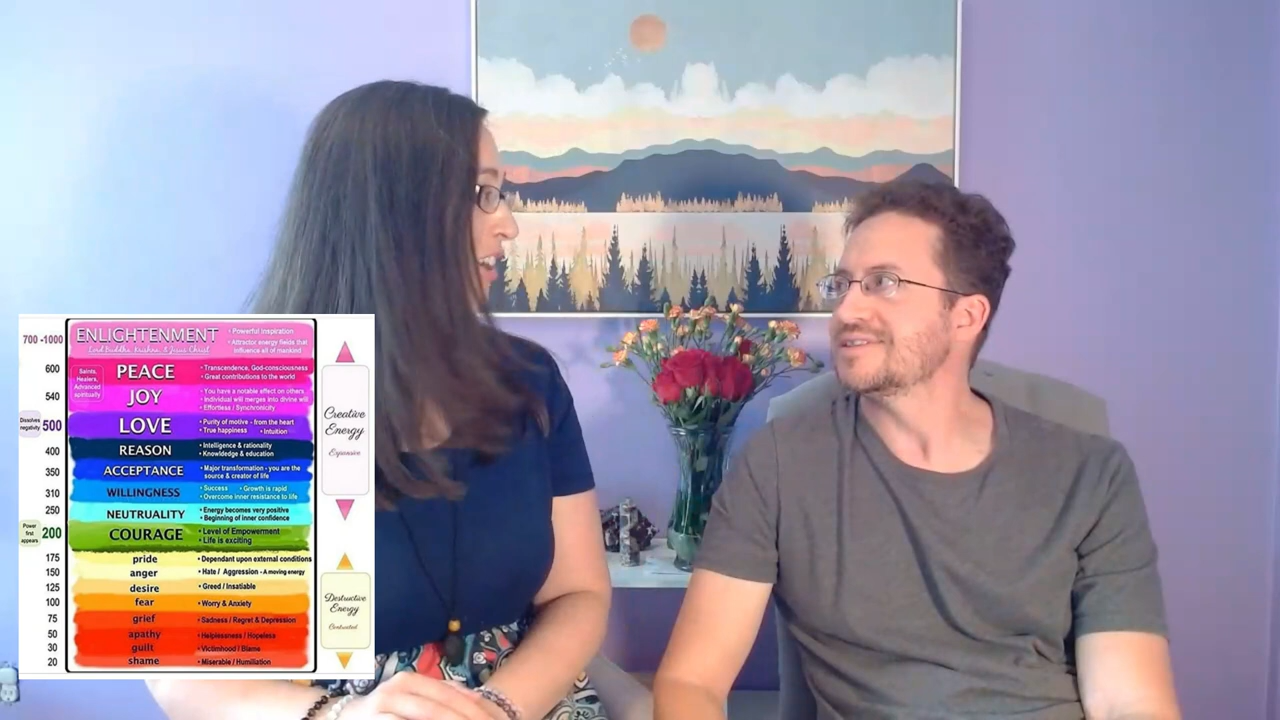 700 -1000
ENLIGHTENMENT
Lord Buddha, Krishna, & Jesus Christ
• Powerful inspiration
• Attractor energy fields that
influence all of mankind
600
Saints,
Healers,
Advanced
spiritually
PEACE
• Transcendence, God-consciousness
• Great contributions to the world
540
JOY
• You have a notable effect on others
• Individual will merges into divine will
• Effortless / Synchronicity
Dissolves
negativity
500
LOVE
• Purity of motive - from the heart
• True happiness • Intuition
400
REASON
• Intelligence & rationality
• Knowldedge & education
350
ACCEPTANCE
• Major transformation - you are the
source & creator of life
310
WILLINGNESS
• Success • Growth is rapid
• Overcome inner resistance to life
250
NEUTRUALITY
• Energy becomes very positive
• Beginning of inner confidence
Power
first
appears
200
COURAGE
• Level of Empowerment
• Life is exciting
175
pride
• Dependant upon external conditions
150
anger
• Hate / Aggression - A moving energy
125
desire
• Greed / Insatiable
100
fear
• Worry & Anxiety
75
grief
• Sadness / Regret & Depression
50
apathy
• Helplessness / Hopeless
30
guilt
• Victimhood / Blame
20
shame
• Miserable / Humiliation
Creative
Energy
Expansive
Destructive
Energy
Contracted